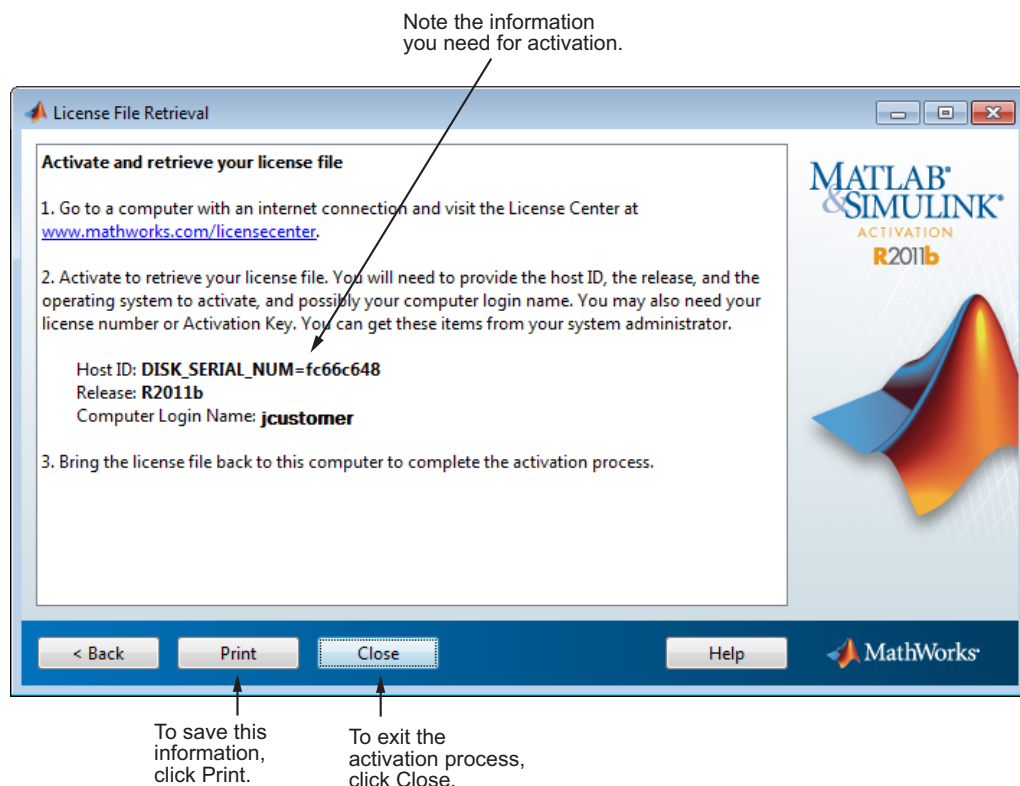 Note the information
you need for activation.
License File Retrieval
Activate and retrieve your license file
1. Go to a computer with an internet connection and visit the License Center at
www.mathworks.com/licensecenter.
2. Activate to retrieve your license file. You will need to provide the host ID, the release, and the
operating system to activate, and possibly your computer login name. You may also need your
license number or Activation Key. You can get these items from your system administrator.
Host ID: DISK_SERIAL_NUM=fc66c648
Release: R2011b
Computer Login Name: jcustomer
3. Bring the license file back to this computer to complete the activation process.
MATLAB®
&SIMULINK®
ACTIVATION
R2011b
< Back
Print
Close
Help
MathWorks®
To save this
information,
click Print.
To exit the
activation process,
click Close.